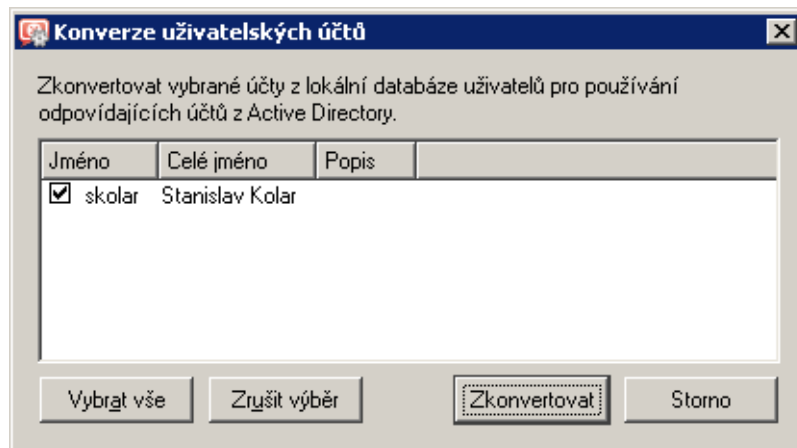 Konverze uživatelských účtů
Zkonvertovat vybrané účty z lokální databáze uživatelů pro používání
odpovídajících účtů z Active Directory.
Jméno Celé jméno Popis
skolar Stanislav Kolar
Vybrat vše Zrušit výběr Zkonvertovat Storno